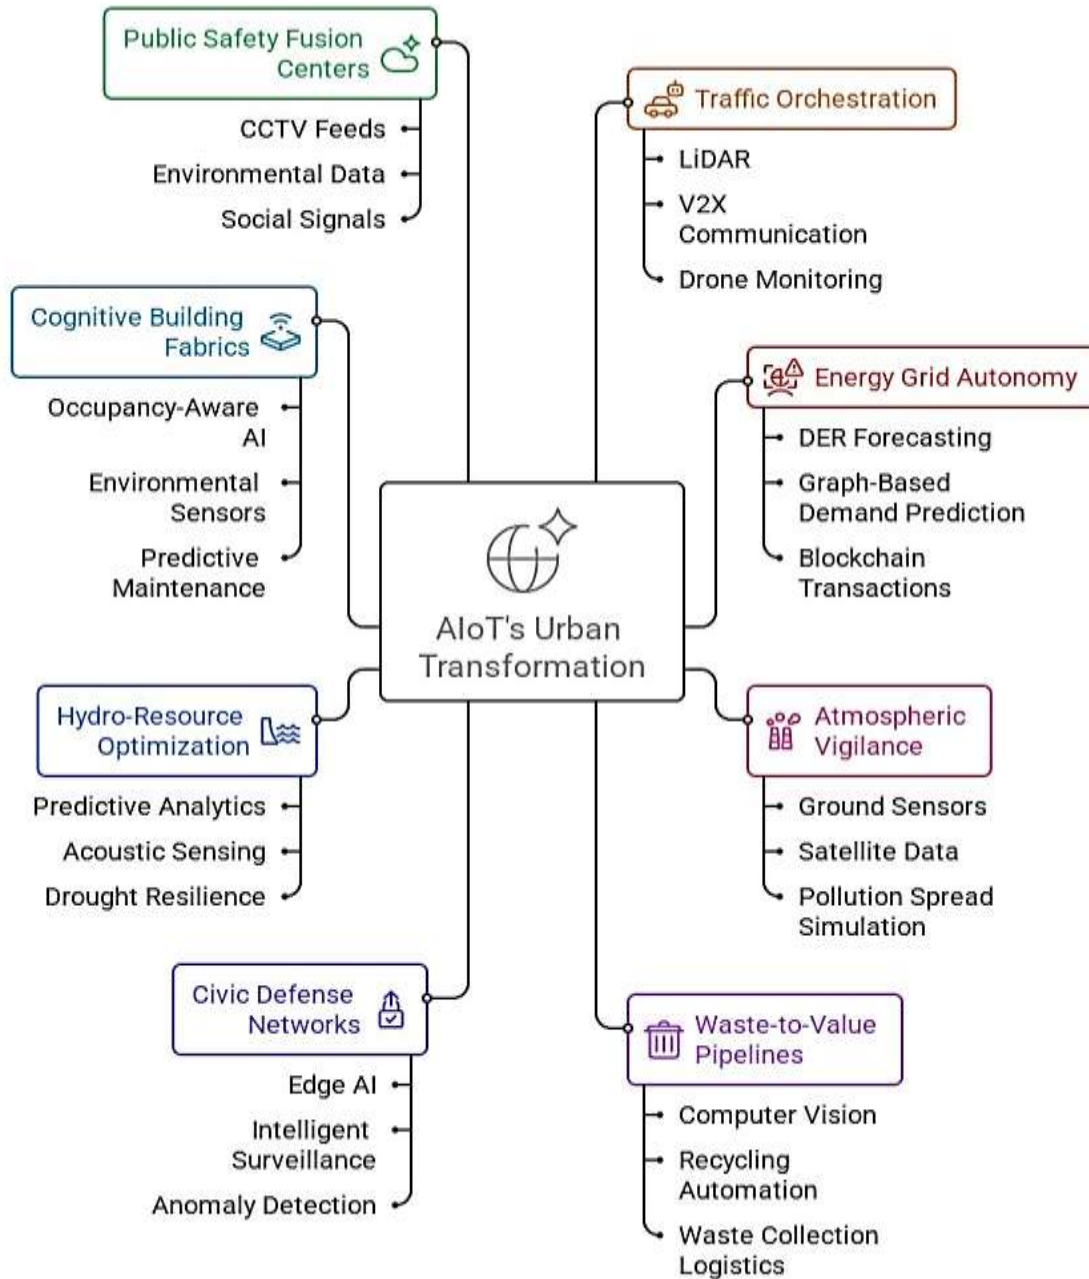 Public Safety Fusion
Centers
CCTV Feeds
Environmental Data
Social Signals
Traffic Orchestration
LiDAR
V2X
Communication
Drone Monitoring
Cognitive Building
Fabrics
Occupancy-Aware
AI
Environmental
Sensors
Predictive
Maintenance
Energy Grid Autonomy
DER Forecasting
Graph-Based
Demand Prediction
Blockchain
Transactions
AIoT's Urban
Transformation
Hydro-Resource
Optimization
Predictive Analytics
Acoustic Sensing
Drought Resilience
Atmospheric
Vigilance
Ground Sensors
Satellite Data
Pollution Spread
Simulation
Civic Defense
Networks
Edge AI
Intelligent
Surveillance
Anomaly Detection
Waste-to-Value
Pipelines
Computer Vision
Recycling
Automation
Waste Collection
Logistics